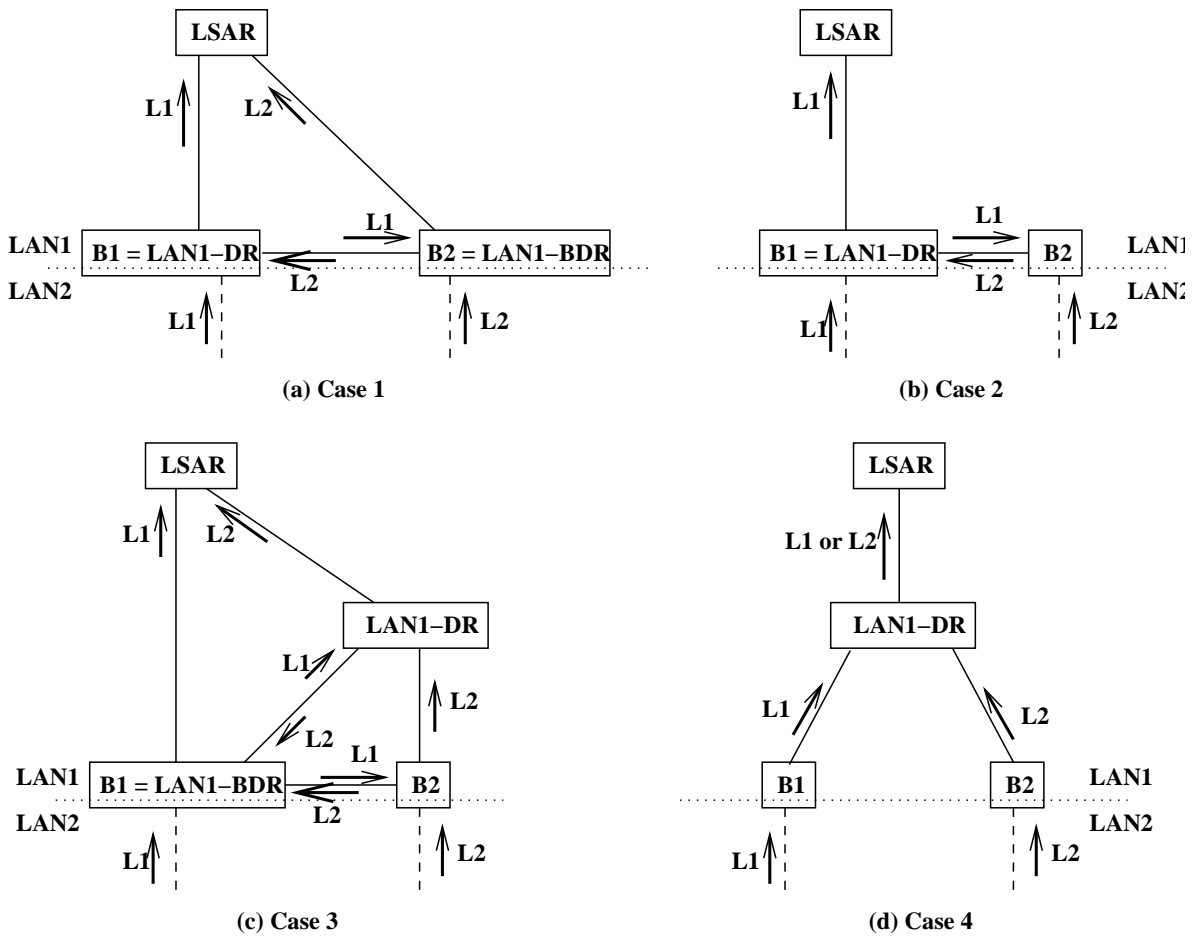 LSAR
L1
L2
L1
LAN1
B1 = LAN1–DR
B2 = LAN1–BDR
L2
LAN2
L1
L2
(a) Case 1
LSAR
L1
L1
B1 = LAN1–DR
B2
LAN1
L2
LAN2
L1
L2
(b) Case 2
LSAR
L1
L2
LAN1–DR
L1
L2
L2
L1
LAN1
B1 = LAN1–BDR
B2
LAN2
L2
L1
L2
(c) Case 3
LSAR
L1 or L2
LAN1–DR
L1
L2
B1
B2
LAN1
LAN2
L1
L2
(d) Case 4